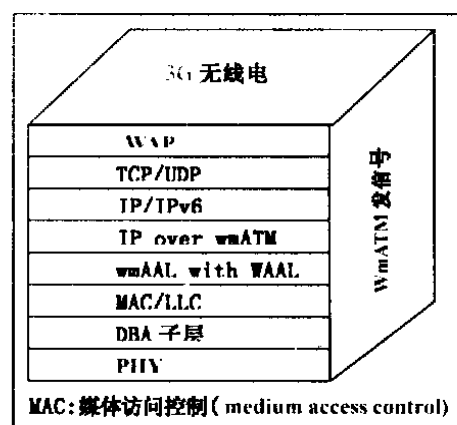 3G 无线电
WAP
TCP/UDP
IP/IPv6
IP over wmATM
wmAAL with WAAL
MAC/LLC
DBA 子层
PHY
WmATM 发信号
MAC:媒体访问控制( medium access control)